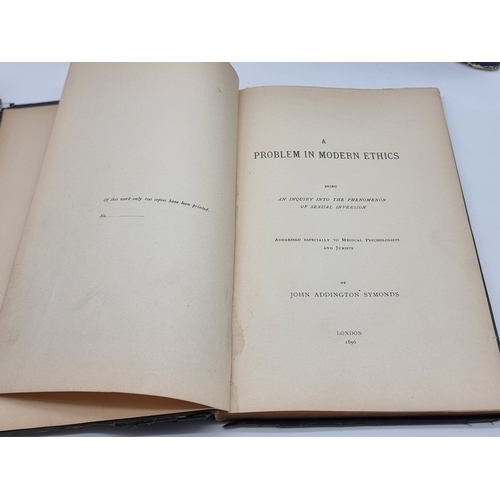 Of this work only 100 copies have been printed.
No.
A
PROBLEM IN MODERN ETHICS
BEING
AN INQUIRY INTO THE PHENOMENON
OF SEXUAL INVERSION
ADDRESSED ESPECIALLY TO MEDICAL PSYCHOLOGISTS
AND JURISTS
BY
JOHN ADDINGTON SYMONDS
LONDON
1896